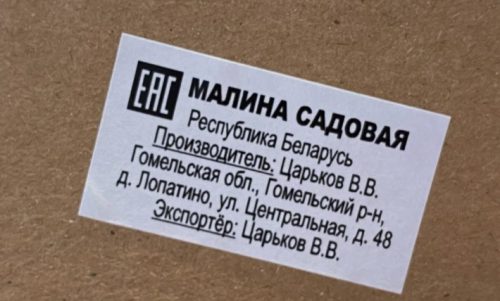 EAC МАЛИНА САДОВАЯ
Республика Беларусь
Производитель: Царьков В.В.
Гомельская обл., Гомельский р-н,
д. Лопатино, ул. Центральная, д. 48
Экспортёр: Царьков В.В.